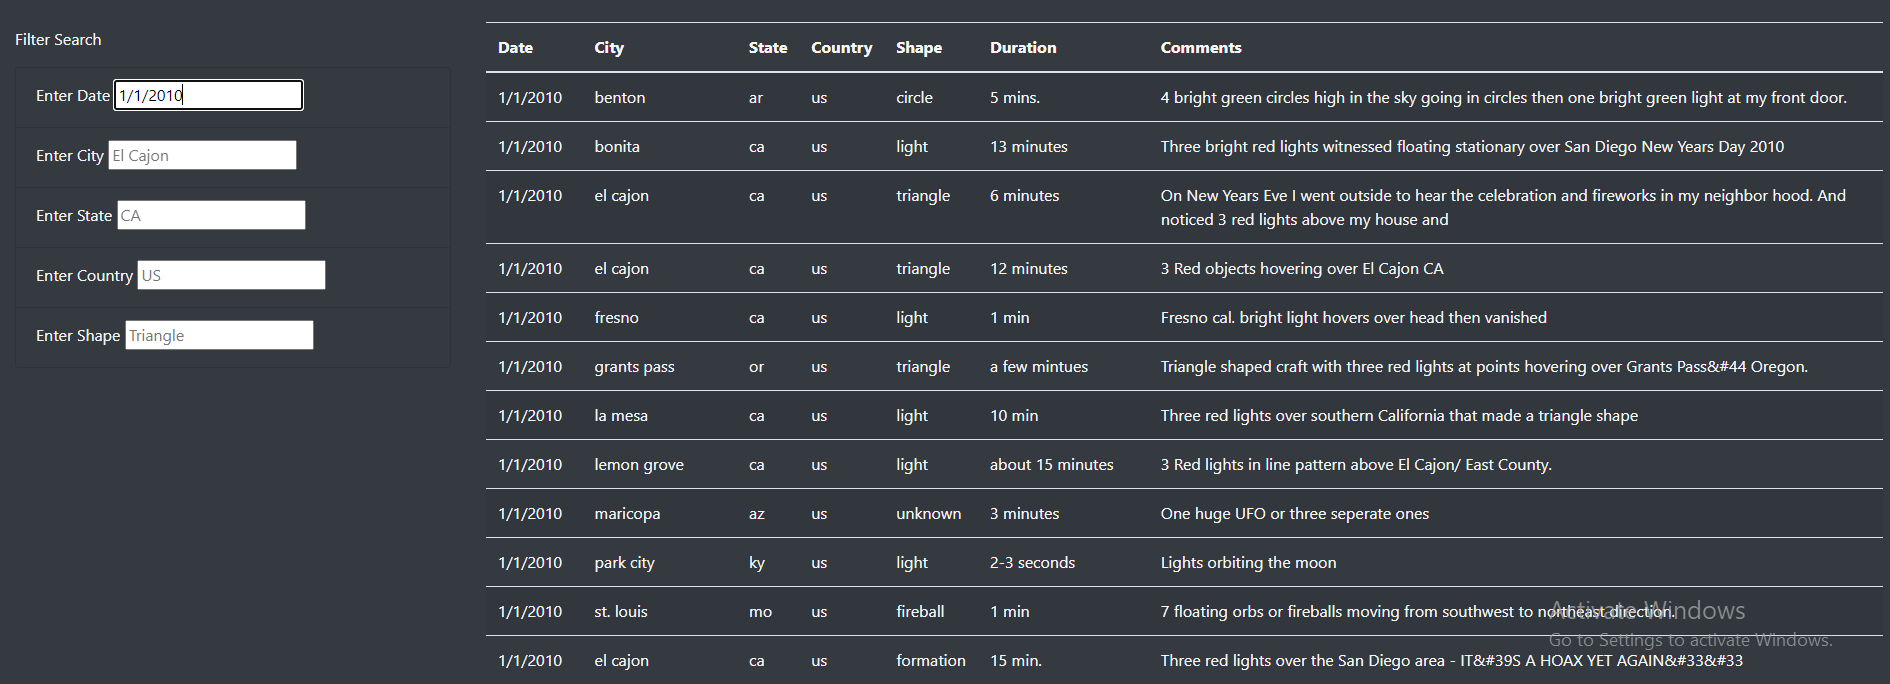 Filter Search
Enter Date 1/1/2010
Enter City El Cajon
Enter State CA
Enter Country US
Enter Shape Triangle
Date City State Country Shape Duration Comments
1/1/2010 benton ar us circle 5 mins. 4 bright green circles high in the sky going in circles then one bright green light at my front door.
1/1/2010 bonita ca us light 13 minutes Three bright red lights witnessed floating stationary over San Diego New Years Day 2010
1/1/2010 el cajon ca us triangle 6 minutes On New Years Eve I went outside to hear the celebration and fireworks in my neighbor hood. And
noticed 3 red lights above my house and
1/1/2010 el cajon ca us triangle 12 minutes 3 Red objects hovering over El Cajon CA
1/1/2010 fresno ca us light 1 min Fresno cal. bright light hovers over head then vanished
1/1/2010 grants pass or us triangle a few mintues Triangle shaped craft with three red lights at points hovering over Grants Pass&#44 Oregon.
1/1/2010 la mesa ca us light 10 min Three red lights over southern California that made a triangle shape
1/1/2010 lemon grove ca us light about 15 minutes 3 Red lights in line pattern above El Cajon/ East County.
1/1/2010 maricopa az us unknown 3 minutes One huge UFO or three seperate ones
1/1/2010 park city ky us light 2-3 seconds Lights orbiting the moon
1/1/2010 st. louis mo us fireball 1 min 7 floating orbs or fireballs moving from southwest to northeast direction.
Activate Windows
Go to Settings to activate Windows.
1/1/2010 el cajon ca us formation 15 min. Three red lights over the San Diego area - IT&#39S A HOAX YET AGAIN&#33&#33